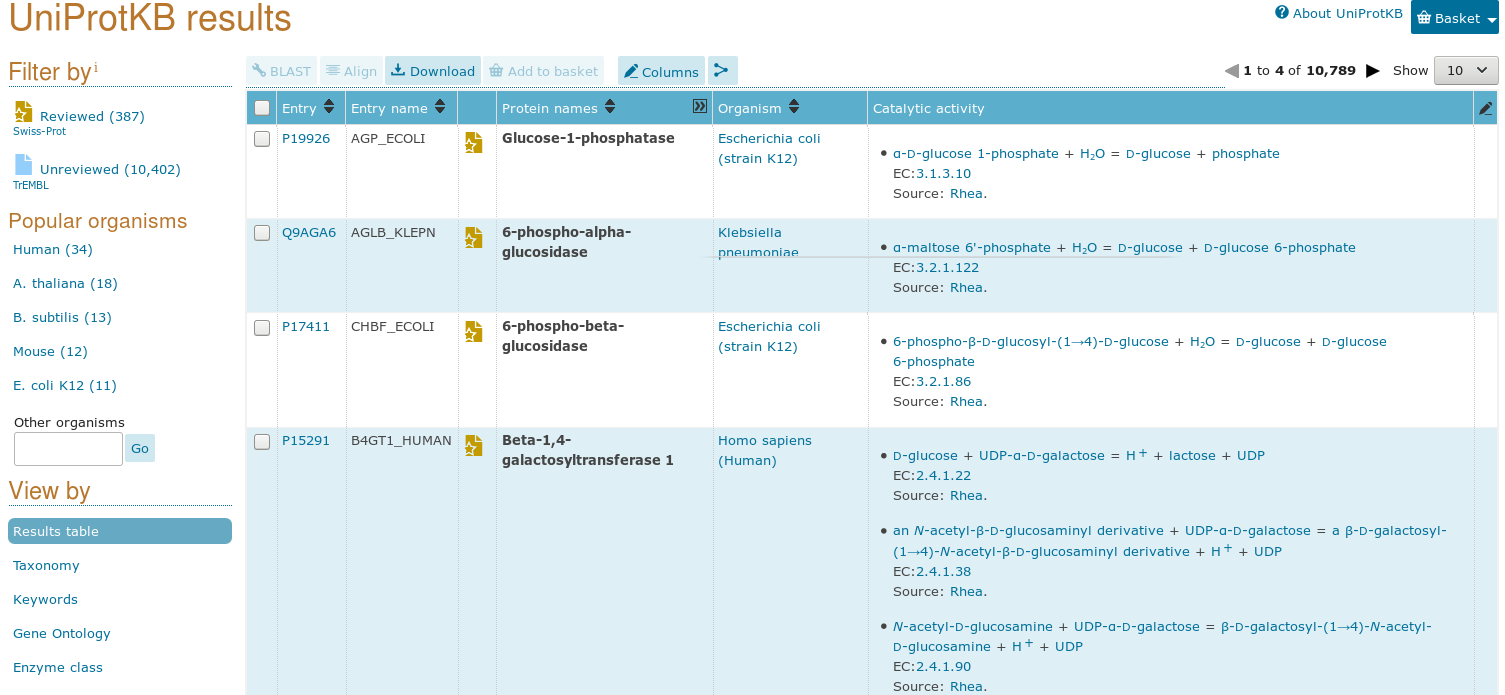 UniProtKB results
About UniProtKB
Basket
Filter by i
Reviewed (387)
Swiss-Prot
Unreviewed (10,402)
TrEMBL
Popular organisms
Human (34)
A. thaliana (18)
B. subtilis (13)
Mouse (12)
E. coli K12 (11)
Other organisms
Go
View by
Results table
Taxonomy
Keywords
Gene Ontology
Enzyme class
BLAST Align Download Add to basket Columns
1 to 4 of 10,789 Show 10
Entry Entry name Protein names Organism Catalytic activity
P19926 AGP_ECOLI Glucose-1-phosphatase Escherichia coli
(strain K12)
• α-D-glucose 1-phosphate + H₂O = D-glucose + phosphate
EC:3.1.3.10
Source: Rhea.
Q9AGA6 AGLB_KLEPN 6-phospho-alpha-
glucosidase
Klebsiella
pneumoniae
• α-maltose 6'-phosphate + H₂O = D-glucose + D-glucose 6-phosphate
EC:3.2.1.122
Source: Rhea.
P17411 CHBF_ECOLI 6-phospho-beta-
glucosidase
Escherichia coli
(strain K12)
• 6-phospho-β-D-glucosyl-(1→4)-D-glucose + H₂O = D-glucose + D-glucose
6-phosphate
EC:3.2.1.86
Source: Rhea.
P15291 B4GT1_HUMAN Beta-1,4-
galactosyltransferase 1
Homo sapiens
(Human)
• D-glucose + UDP-α-D-galactose = H⁺ + lactose + UDP
EC:2.4.1.22
Source: Rhea.
• an N-acetyl-β-D-glucosaminyl derivative + UDP-α-D-galactose = a β-D-galactosyl-
(1→4)-N-acetyl-β-D-glucosaminyl derivative + H⁺ + UDP
EC:2.4.1.38
Source: Rhea.
• N-acetyl-D-glucosamine + UDP-α-D-galactose = β-D-galactosyl-(1→4)-N-acetyl-
D-glucosamine + H⁺ + UDP
EC:2.4.1.90
Source: Rhea.